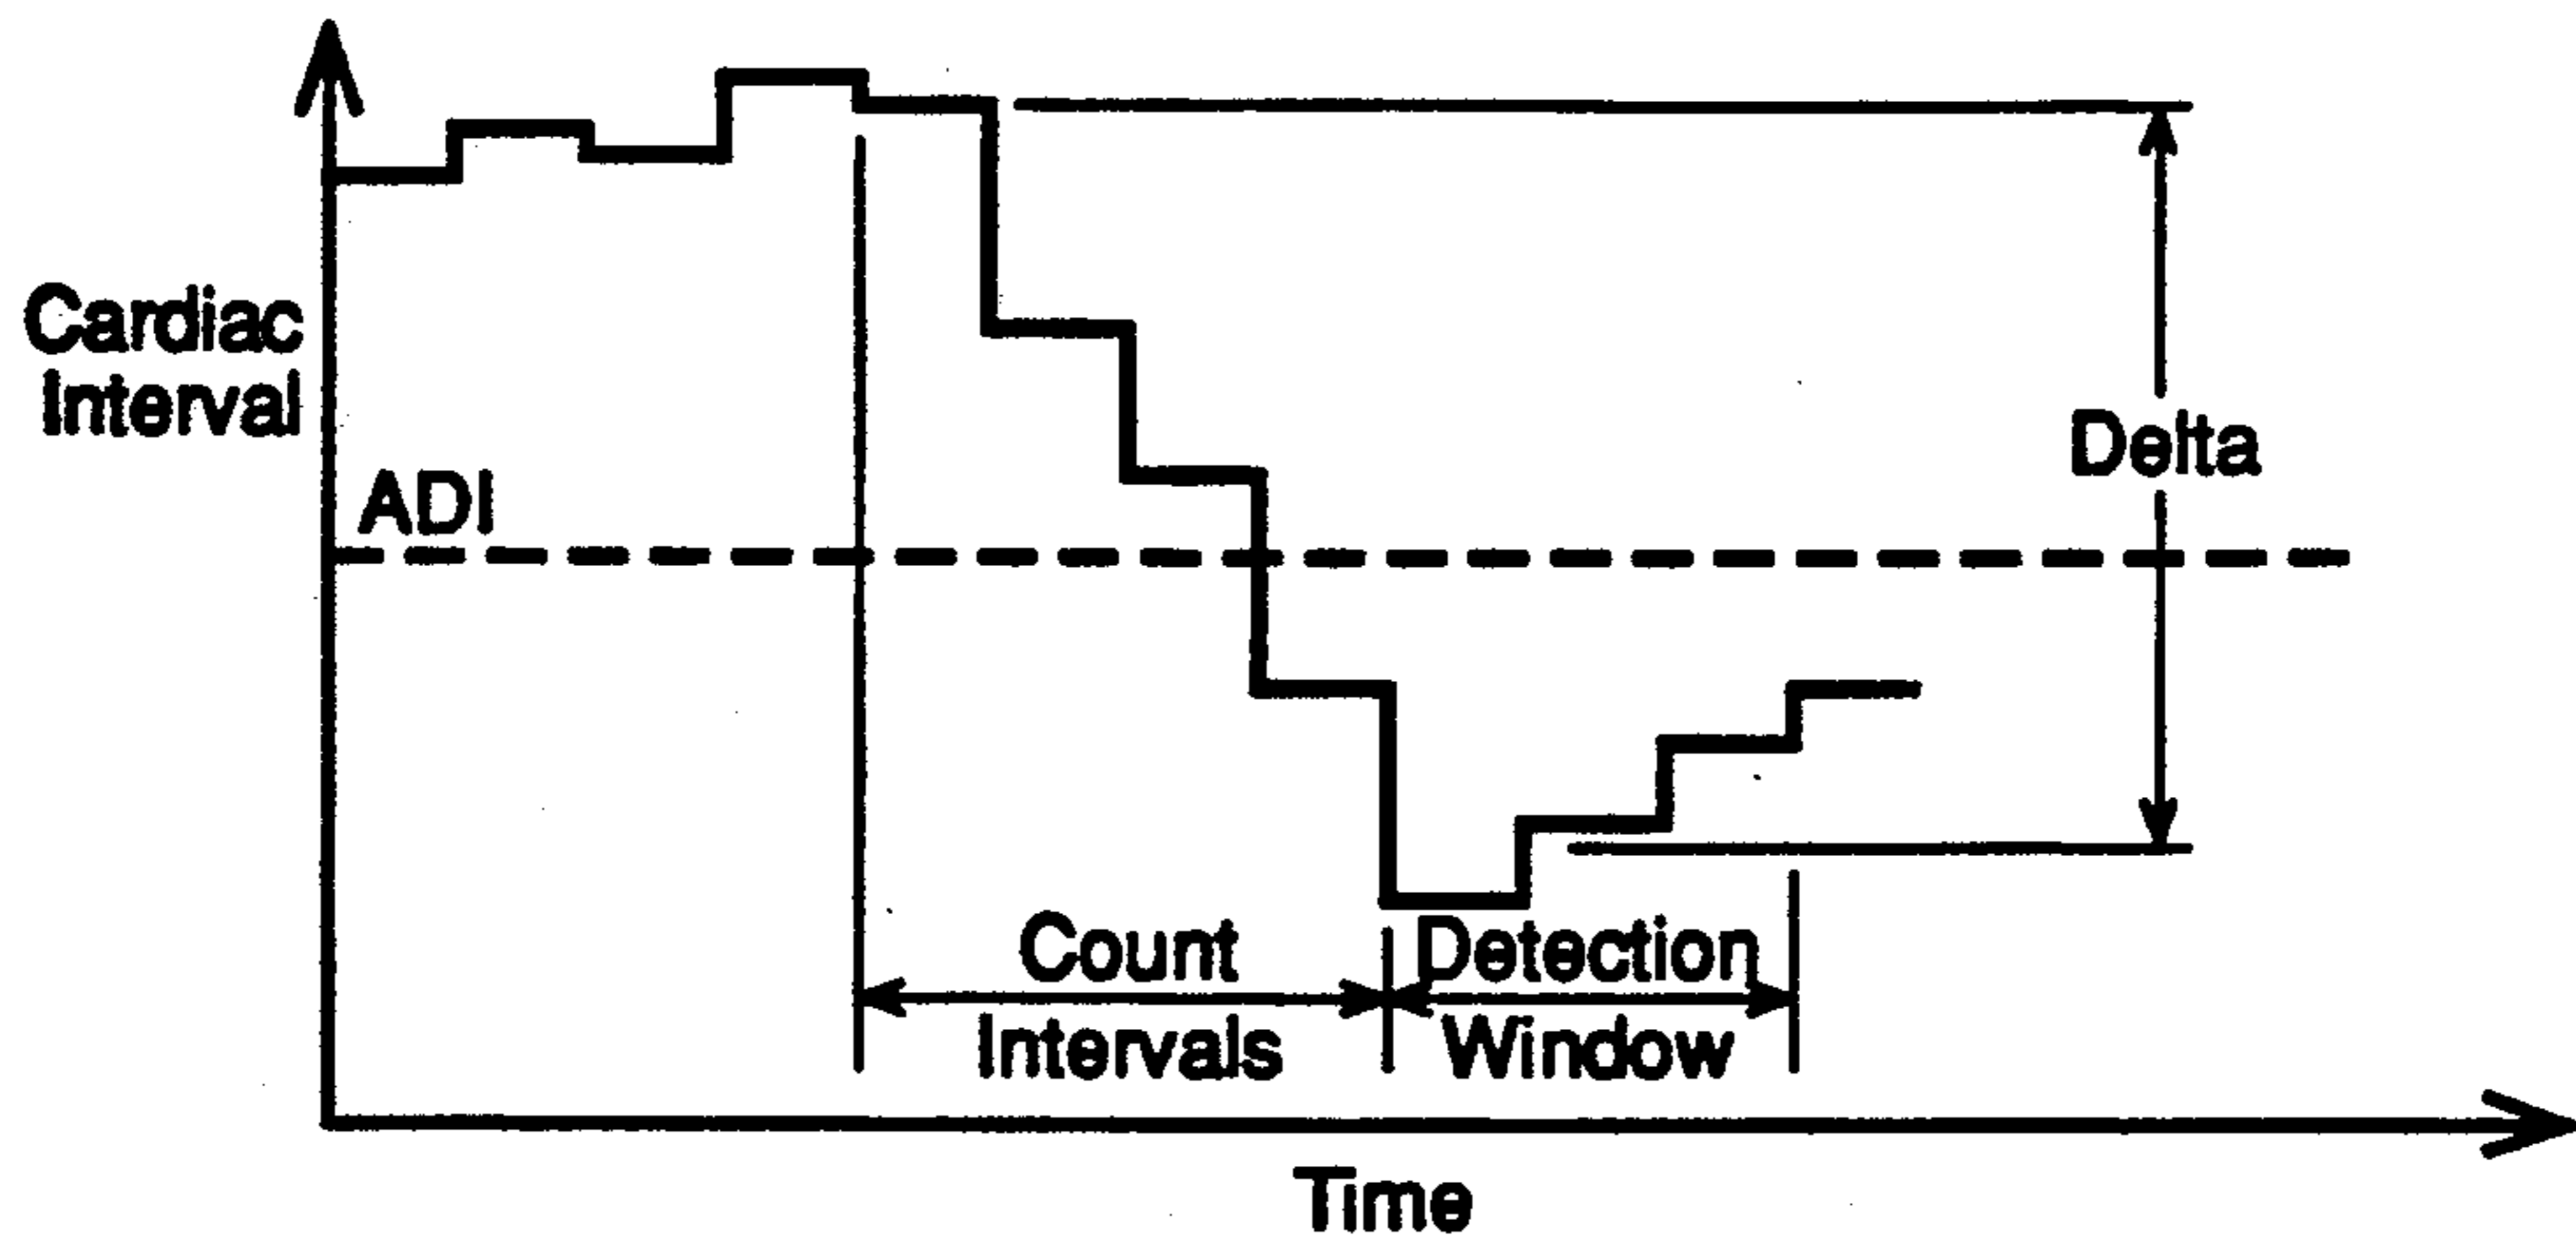 Cardiac
Interval
ADI
Delta
Count
Intervals
Detection
Window
Time